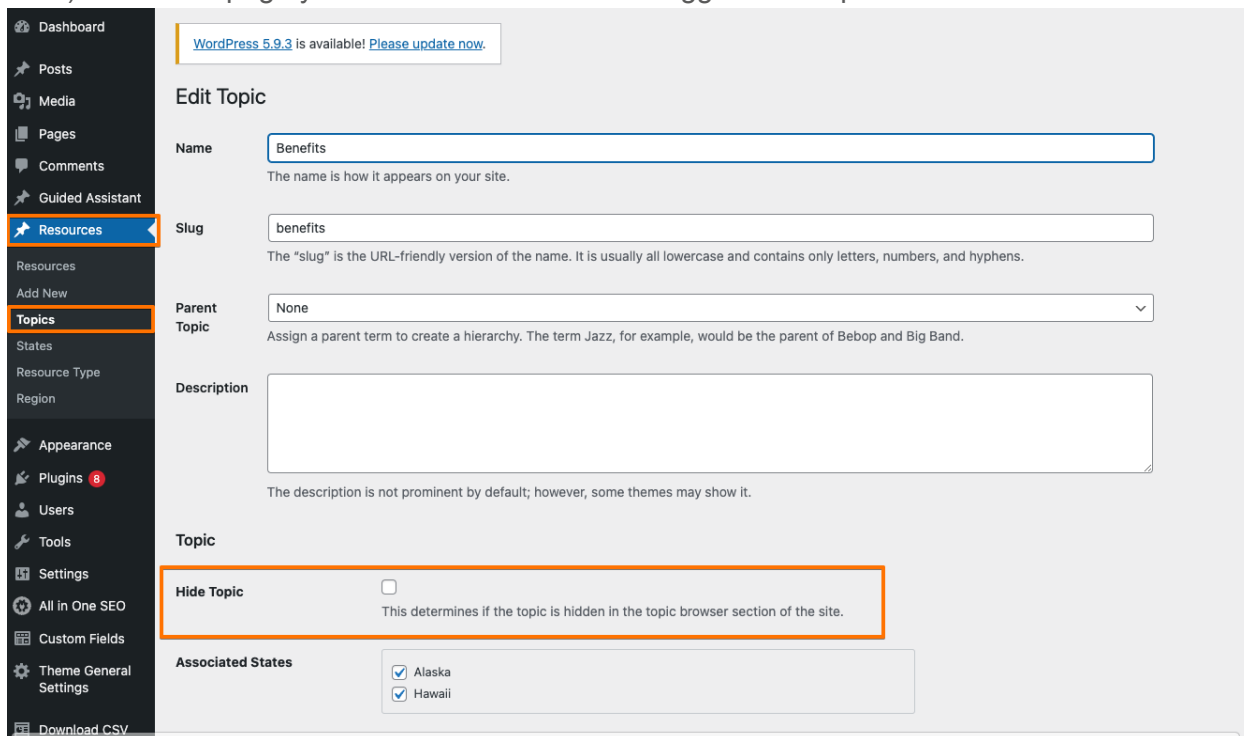 Dashboard
Posts
Media
Pages
Comments
Guided Assistant
Resources
Resources
Add New
Topics
States
Resource Type
Region
Appearance
Plugins 8
Users
Tools
Settings
All in One SEO
Custom Fields
Theme General
Settings
Download CSV
WordPress 5.9.3 is available! Please update now.
Edit Topic
Name
Benefits
The name is how it appears on your site.
Slug
benefits
The “slug” is the URL-friendly version of the name. It is usually all lowercase and contains only letters, numbers, and hyphens.
Parent
Topic
None
Assign a parent term to create a hierarchy. The term Jazz, for example, would be the parent of Bebop and Big Band.
Description
The description is not prominent by default; however, some themes may show it.
Topic
Hide Topic
This determines if the topic is hidden in the topic browser section of the site.
Associated States
Alaska
Hawaii